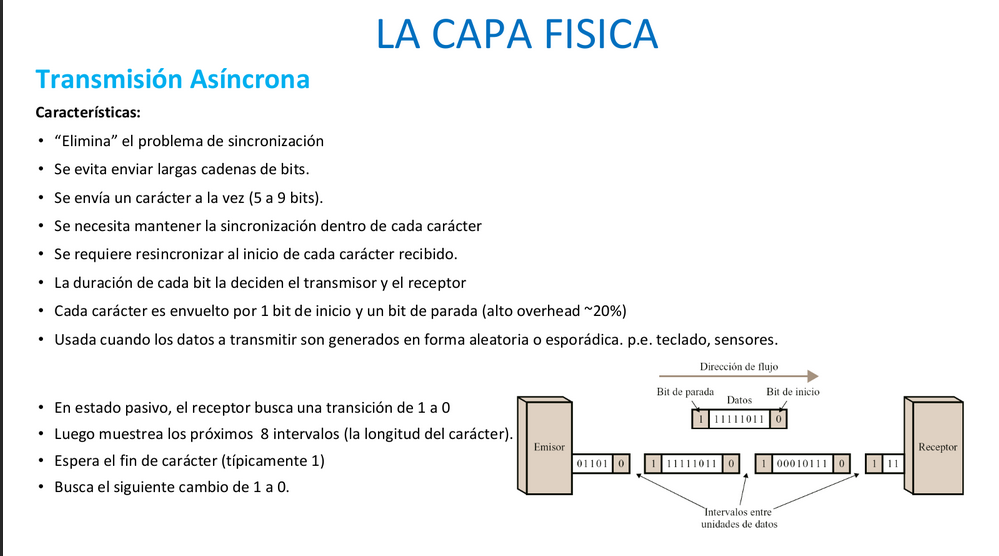 LA CAPA FISICA
Transmisión Asíncrona
Características:
• “Elimina” el problema de sincronización
• Se evita enviar largas cadenas de bits.
• Se envía un carácter a la vez (5 a 9 bits).
• Se necesita mantener la sincronización dentro de cada carácter
• Se requiere resincronizar al inicio de cada carácter recibido.
• La duración de cada bit la deciden el transmisor y el receptor
• Cada carácter es envuelto por 1 bit de inicio y un bit de parada (alto overhead ~20%)
• Usada cuando los datos a transmitir son generados en forma aleatoria o esporádica. p.e. teclado, sensores.
• En estado pasivo, el receptor busca una transición de 1 a 0
• Luego muestrea los próximos 8 intervalos (la longitud del carácter).
• Espera el fin de carácter (típicamente 1)
• Busca el siguiente cambio de 1 a 0.
Dirección de flujo
Bit de parada
Datos
Bit de inicio
1 11111011 0
Emisor
01101 0
1 11111011 0
1 00010111 0
1 11
Receptor
Intervalos entre
unidades de datos